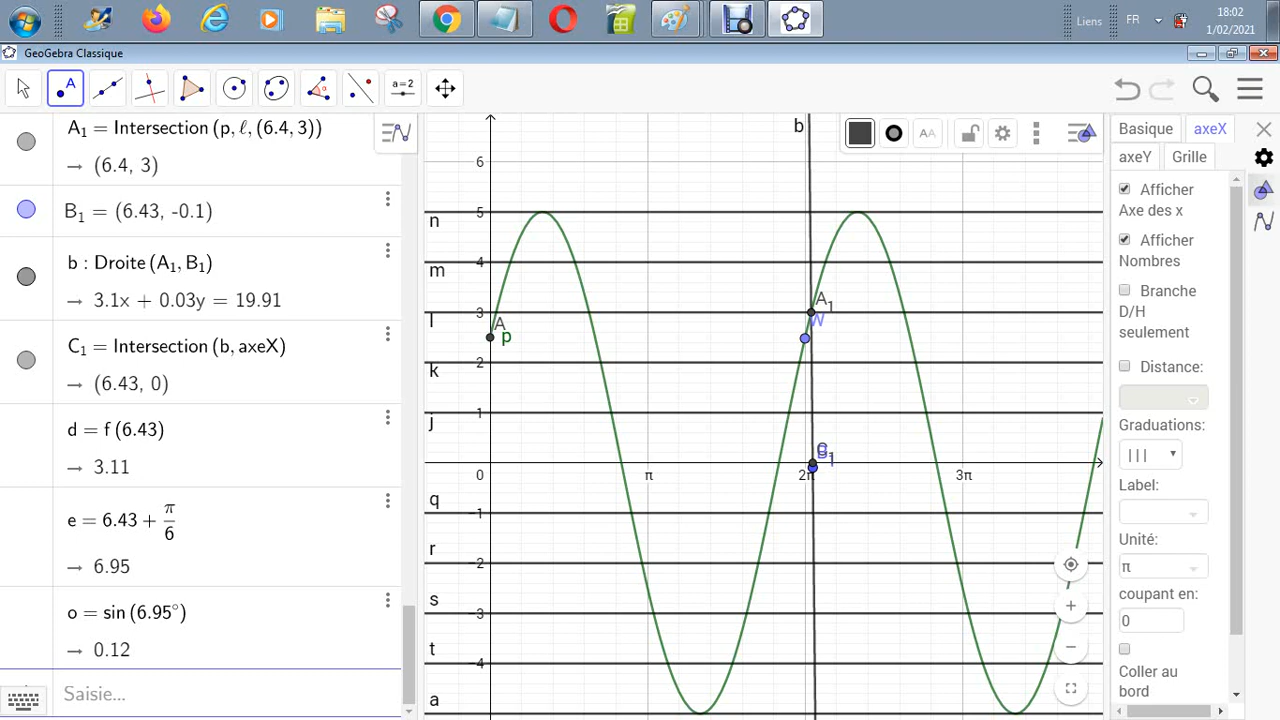 Liens FR 18:02
1/02/2021
GeoGebra Classique
A a=2 AA
A₁ = Intersection (p, ℓ, (6.4, 3))
→ (6.4, 3)
B₁ = (6.43, -0.1)
b : Droite (A₁, B₁)
→ 3.1x + 0.03y = 19.91
C₁ = Intersection (b, axeX)
→ (6.43, 0)
d = f (6.43)
→ 3.11
e = 6.43 + π/6
→ 6.95
o = sin (6.95°)
→ 0.12
Saisie...
b
6
n 5
m 4
l 3 A₁
A W
p
k 2
j 1
C₁
B₁
0 π 2π 3π
q -1
r -2
s -3
t -4
a
Basique axeX
axeY Grille
Afficher
Axe des x
Afficher
Nombres
Branche
D/H
seulement
Distance:
Graduations:
|||
Label:
Unité:
π
coupant en:
0
Coller au
bord